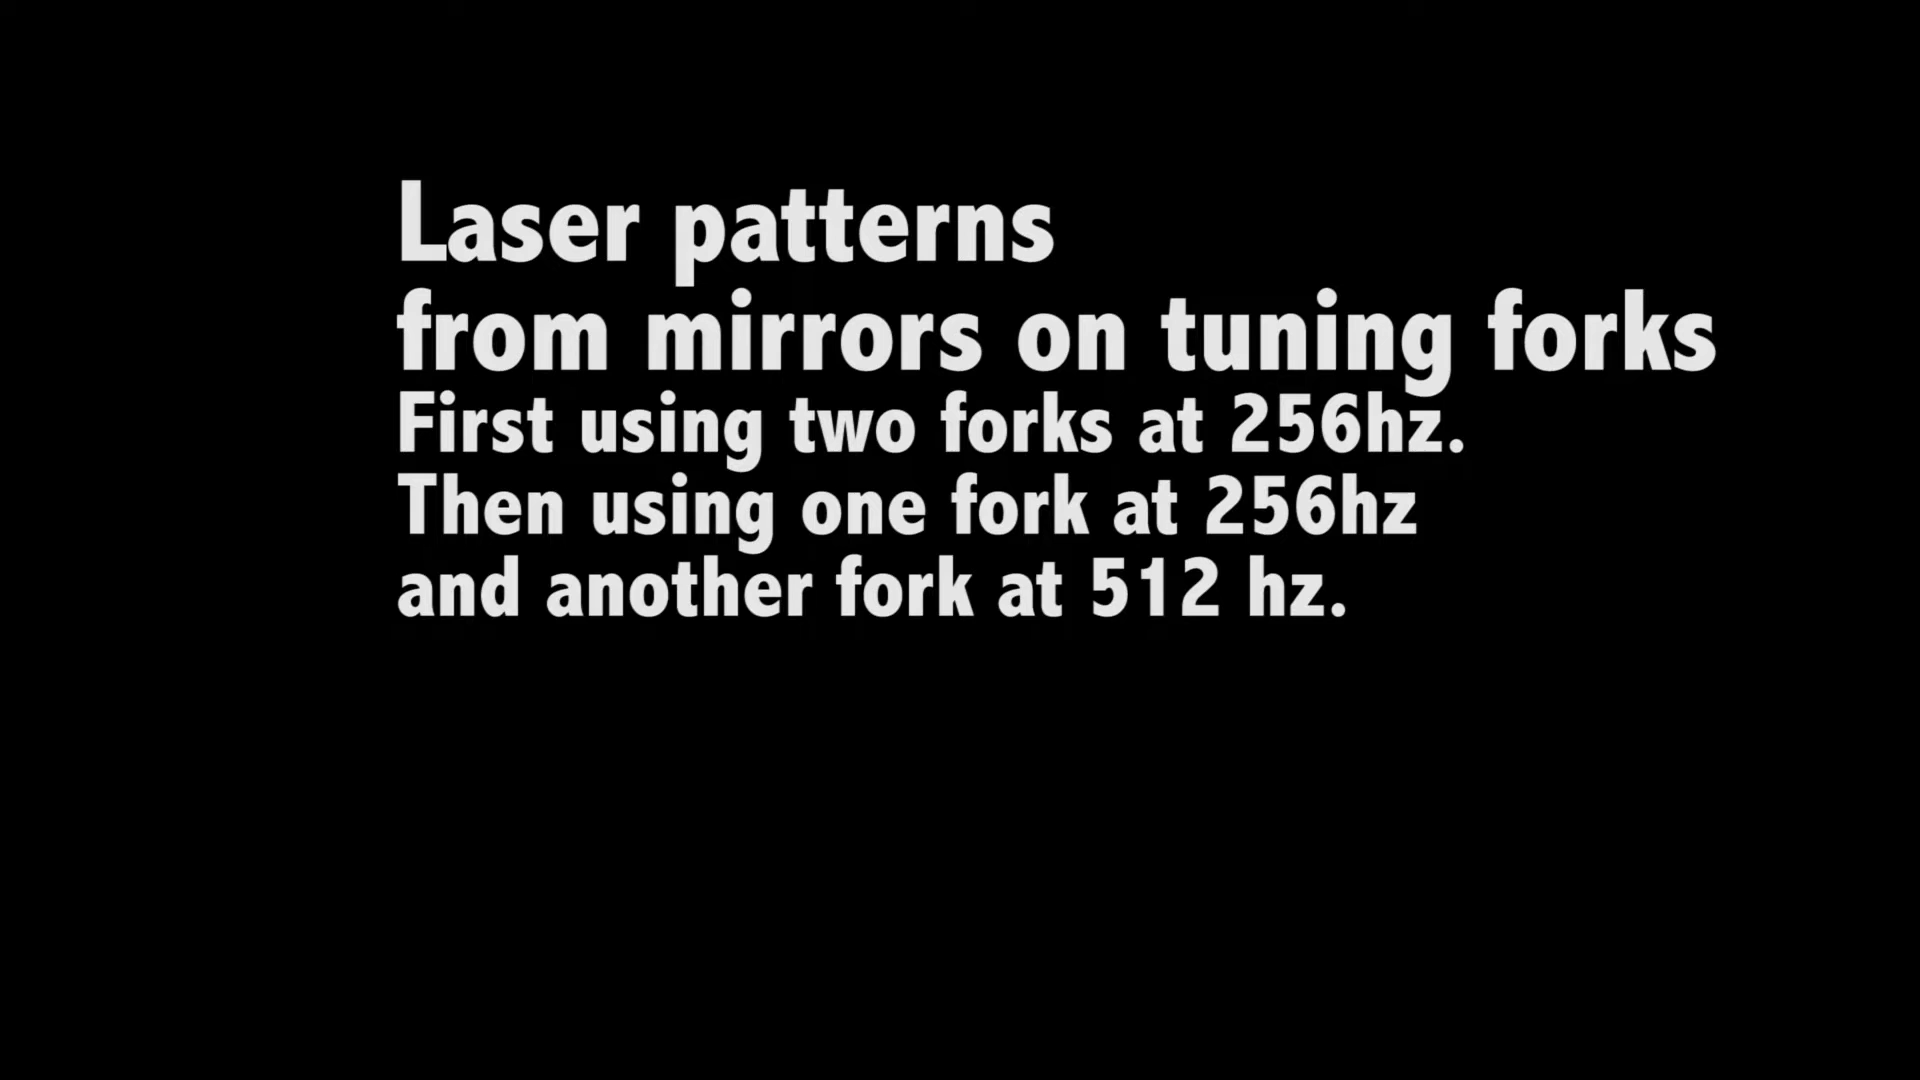 Laser patterns
from mirrors on tuning forks
First using two forks at 256hz.
Then using one fork at 256hz
and another fork at 512 hz.